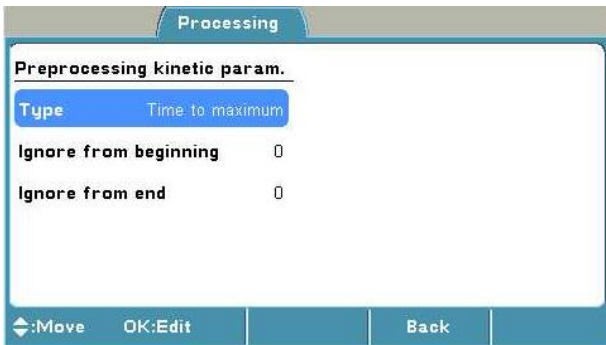 Processing
Preprocessing kinetic param.
Type Time to maximum
Ignore from beginning 0
Ignore from end 0
:Move OK:Edit Back